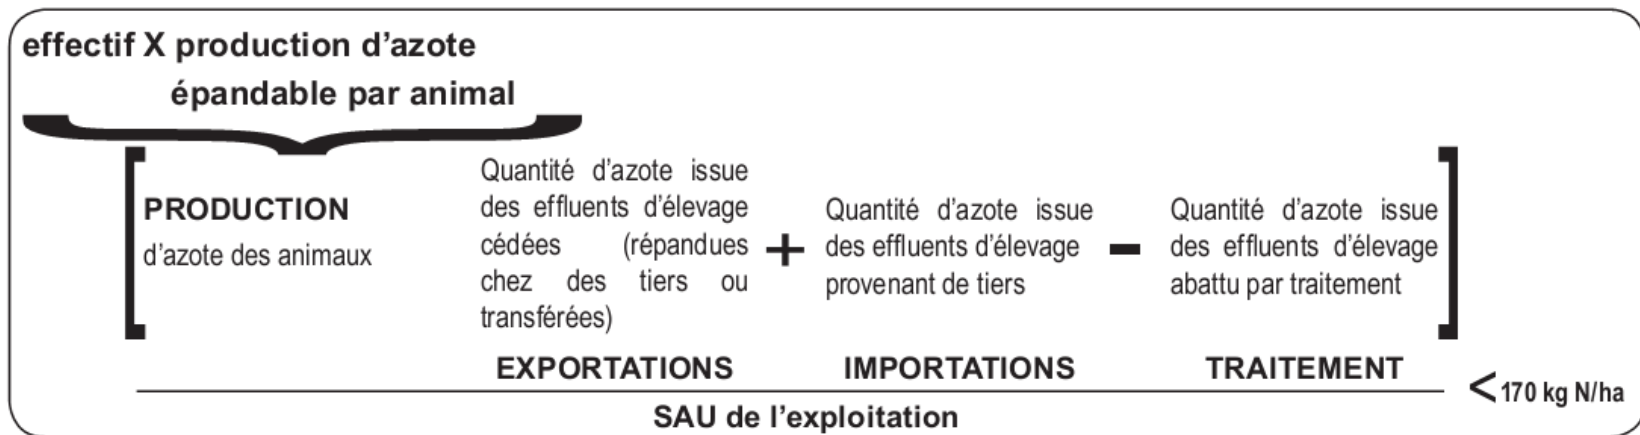 effectif X production d'azote
épandable par animal
PRODUCTION
d'azote des animaux
Quantité d'azote issue
des effluents d'élevage
cédées (répandues
chez des tiers ou
transférées)
EXPORTATIONS
+
Quantité d'azote issue
des effluents d'élevage
provenant de tiers
IMPORTATIONS
-
Quantité d'azote issue
des effluents d'élevage
abattu par traitement
TRAITEMENT
SAU de l'exploitation
< 170 kg N/ha